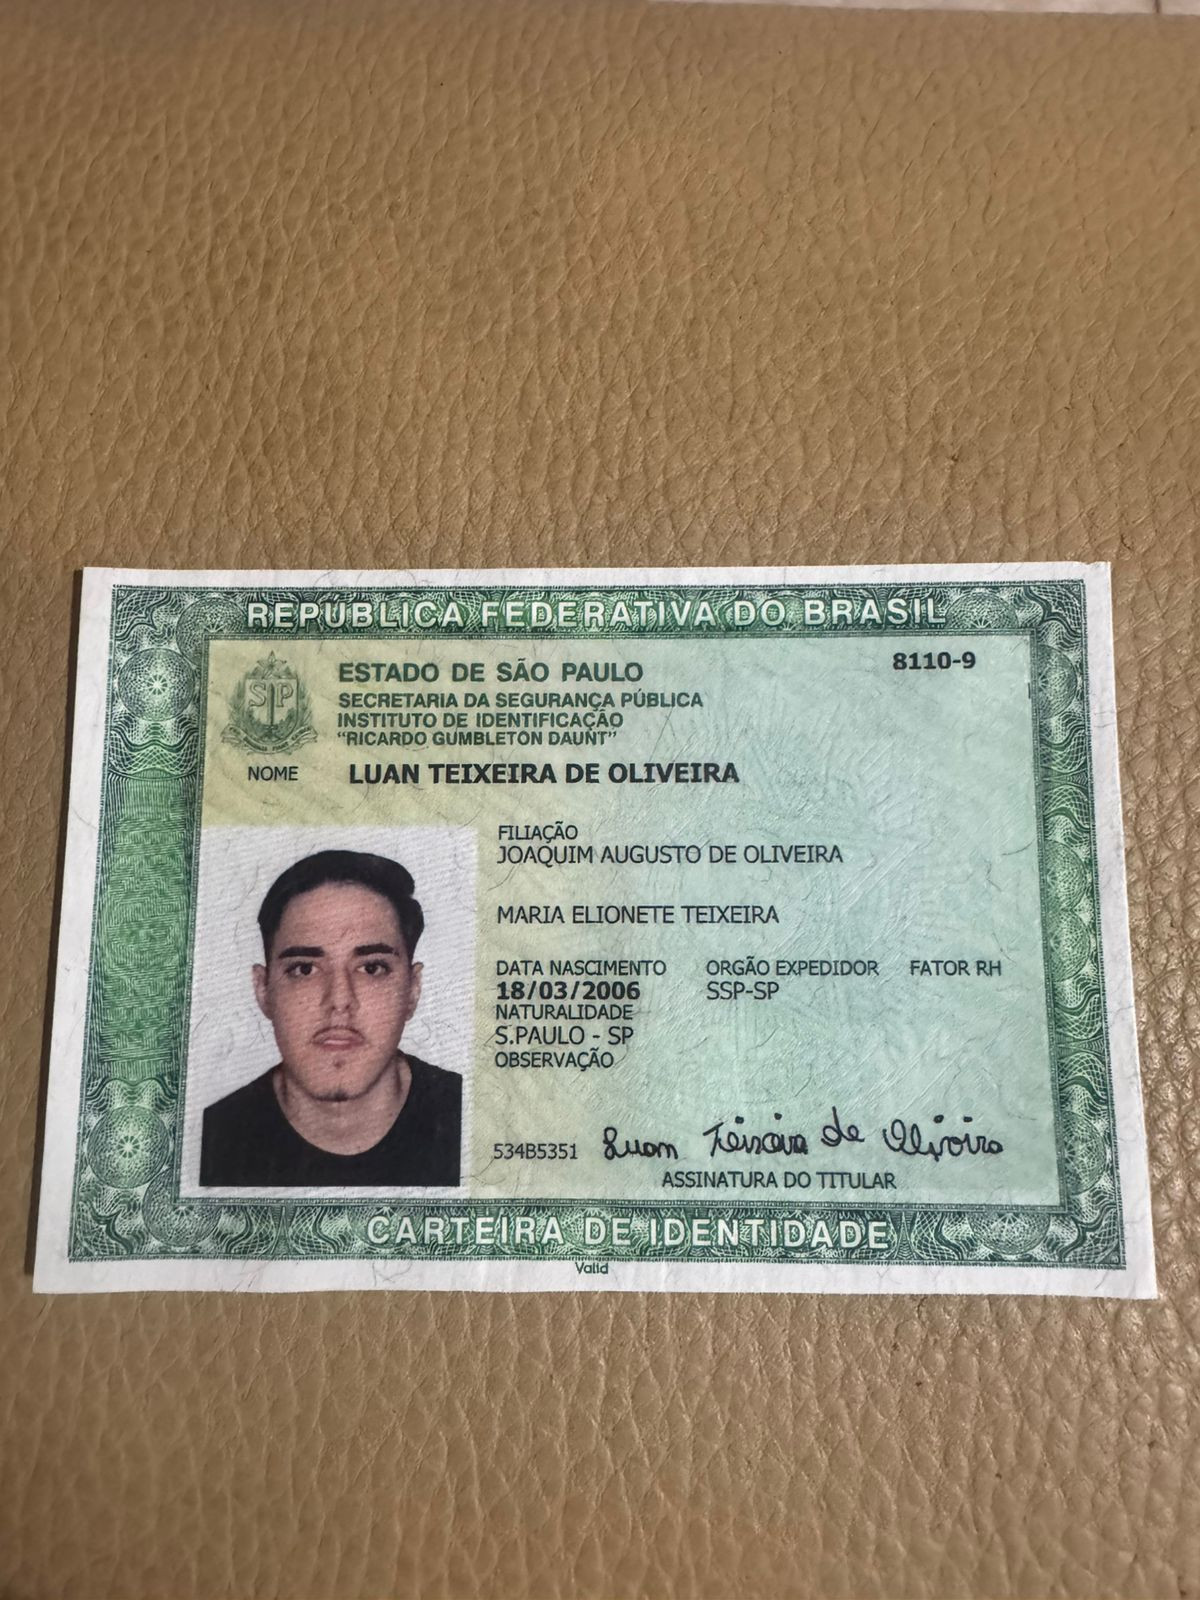 REPÚBLICA FEDERATIVA DO BRASIL
8110-9
ESTADO DE SÃO PAULO
SECRETARIA DA SEGURANÇA PÚBLICA
INSTITUTO DE IDENTIFICAÇÃO
"RICARDO GUMBLETON DAUNT"
SP
NOME LUAN TEIXEIRA DE OLIVEIRA
FILIAÇÃO
JOAQUIM AUGUSTO DE OLIVEIRA
MARIA ELIONETE TEIXEIRA
DATA NASCIMENTO ORGÃO EXPEDIDOR FATOR RH
18/03/2006 SSP-SP
NATURALIDADE
S.PAULO - SP
OBSERVAÇÃO
534B5351 Luan Teixeira de Oliveira
ASSINATURA DO TITULAR
CARTEIRA DE IDENTIDADE
Valid